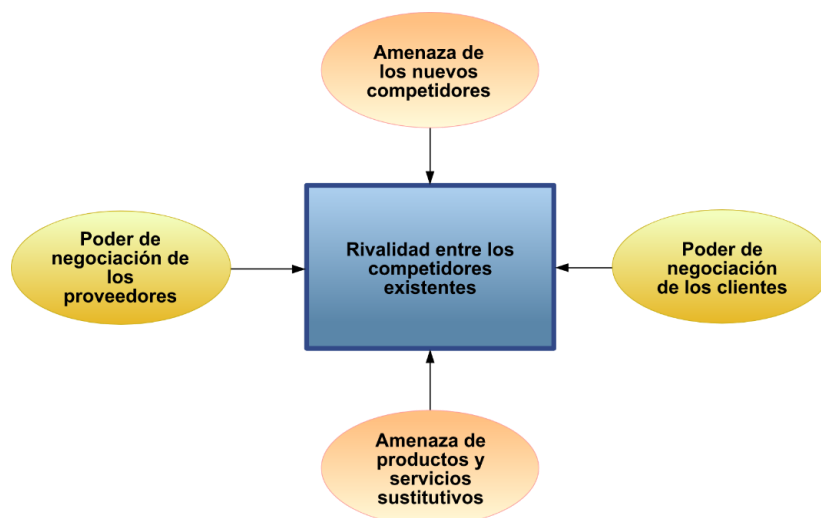 Amenaza de
los nuevos
competidores
Poder de
negociación de
los
proveedores
Rivalidad entre los
competidores
existentes
Poder de
negociación
de los clientes
Amenaza de
productos y
servicios
sustitutivos